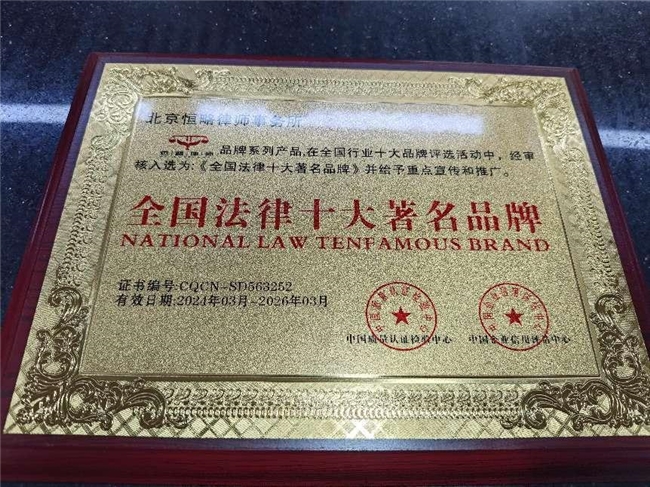 北京恒略律师事务所
品牌系列产品,在全国行业十大品牌评选活动中,经审
核入选为:《全国法律十大著名品牌》并给予重点宣传和推广。
全国法律十大著名品牌
NATIONAL LAW TENFAMOUS BRAND
证书编号:CQCN-SD563252
有效日期:2024年03月-2026年03月
中国质量认证检验中心
中国企业信用评估中心